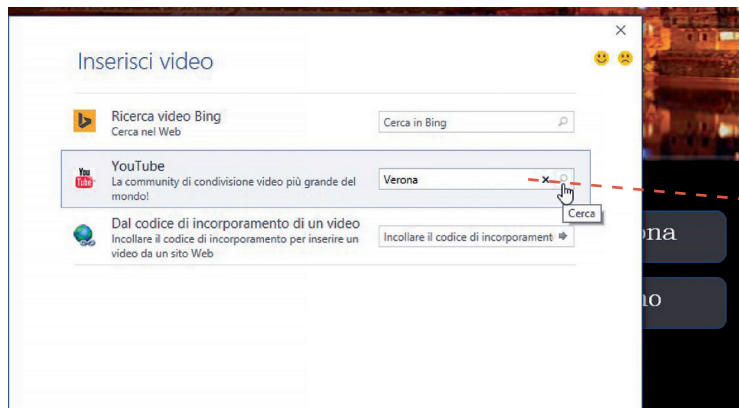 Inserisci video
Ricerca video Bing
Cerca nel Web
Cerca in Bing
You
Tube
YouTube
La community di condivisione video più grande del
mondo!
Verona
Cerca
Dal codice di incorporamento di un video
Incollare il codice di incorporamento per inserire un
video da un sito Web
Incollare il codice di incorporament
ona
no